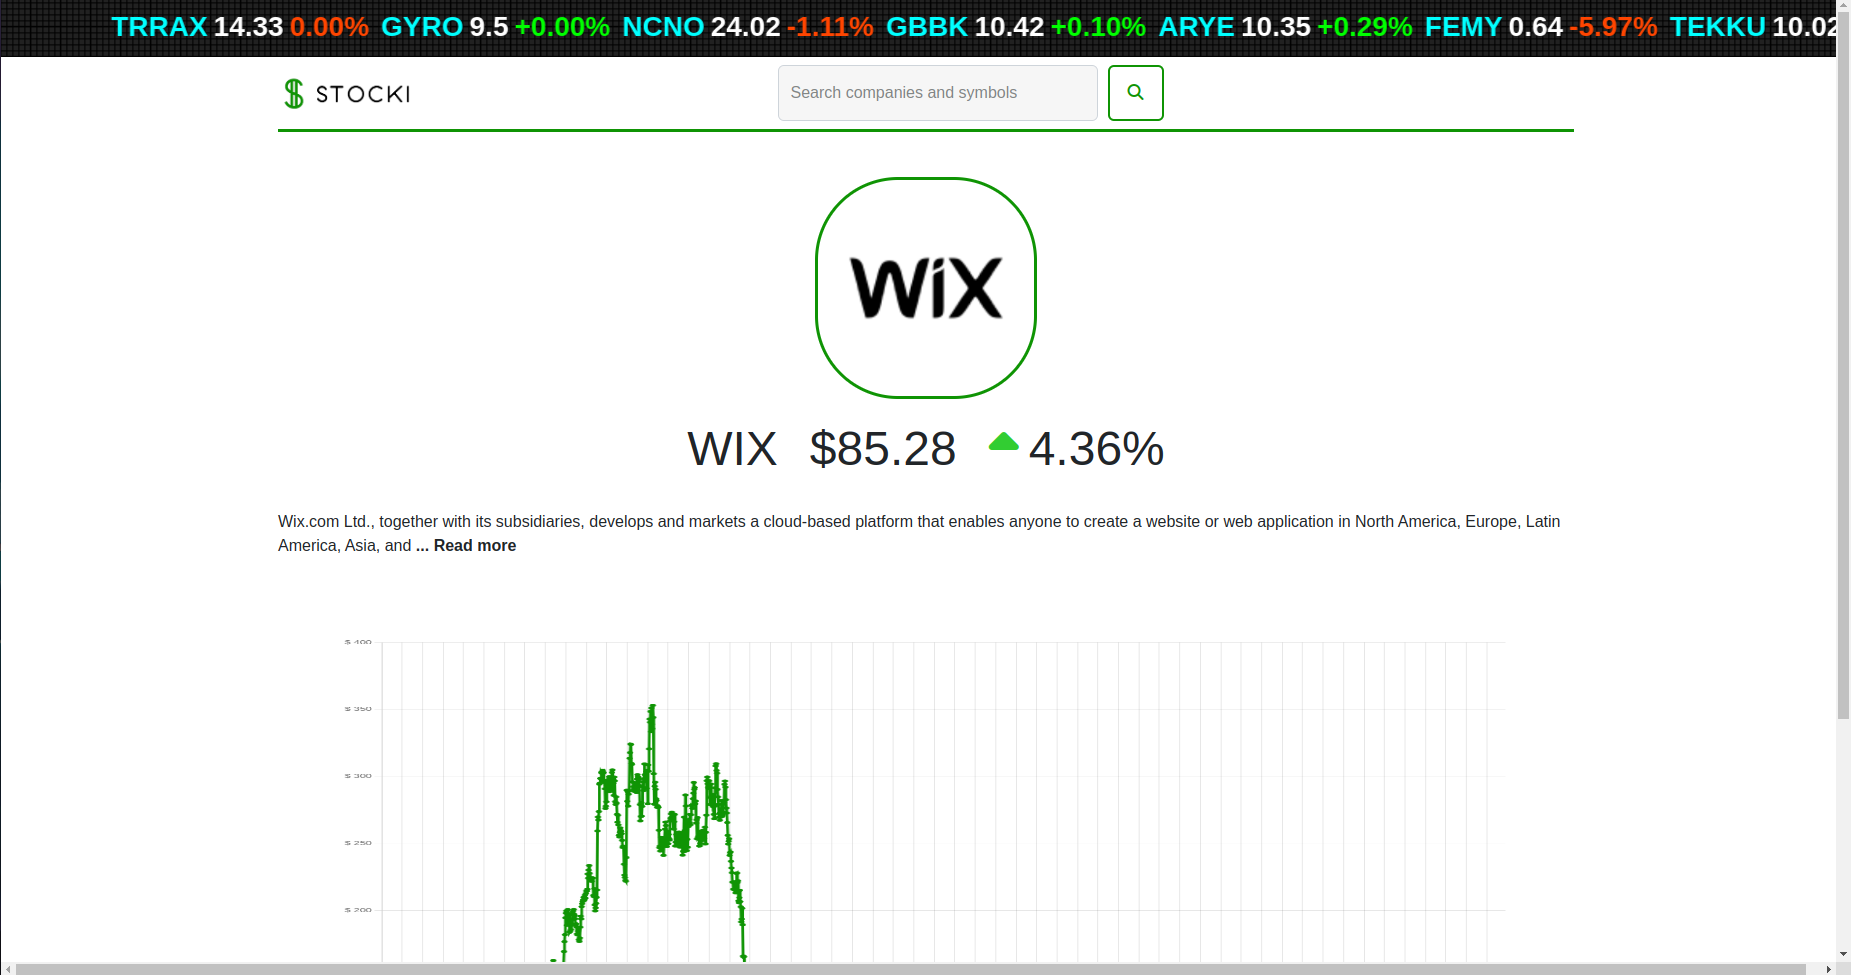 TRRAX 14.33 0.00% GYRO 9.5 +0.00% NCNO 24.02 -1.11% GBBK 10.42 +0.10% ARYE 10.35 +0.29% FEMY 0.64 -5.97% TEKKU 10.02
STOCKI
Search companies and symbols
WiX
WIX $85.28 4.36%
Wix.com Ltd., together with its subsidiaries, develops and markets a cloud-based platform that enables anyone to create a website or web application in North America, Europe, Latin
America, Asia, and ... Read more
$ 400
$ 350
$ 300
$ 250
$ 200